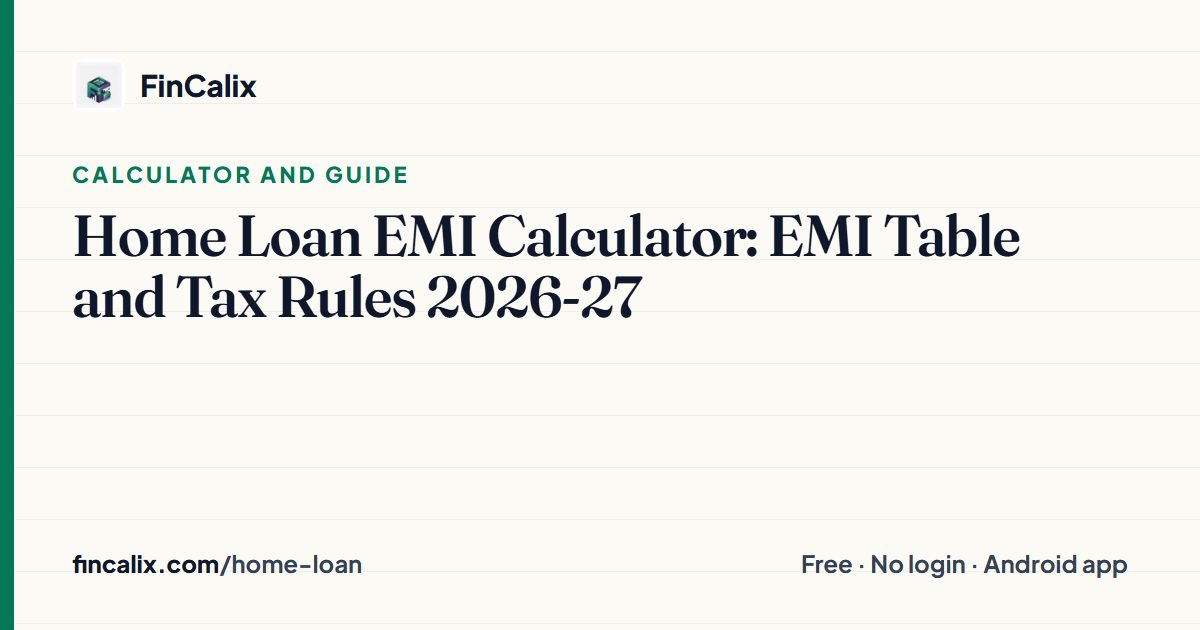 FinCalix
CALCULATOR AND GUIDE
Home Loan EMI Calculator: EMI Table
and Tax Rules 2026-27
fincalix.com/home-loan
Free · No login · Android app